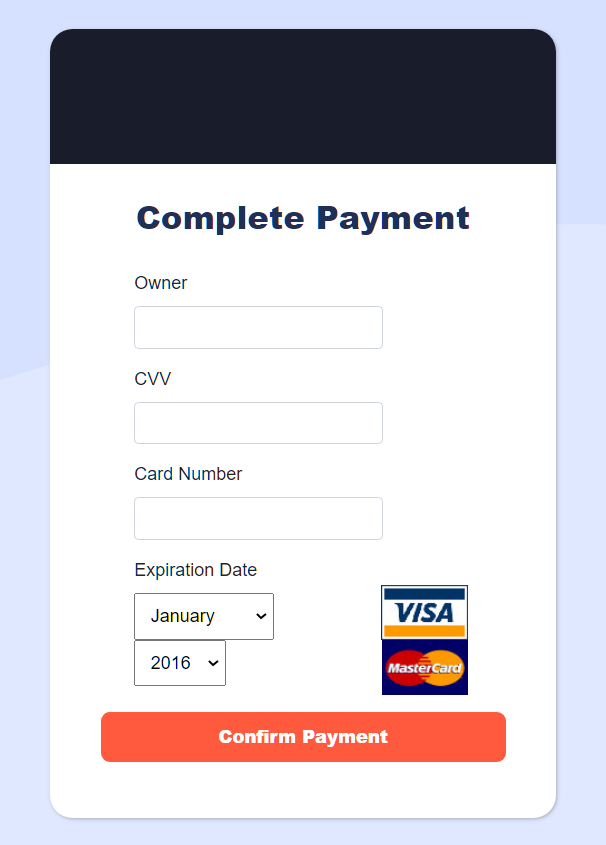 Complete Payment
Owner
CVV
Card Number
Expiration Date
January
VISA
2016
MasterCard
Confirm Payment